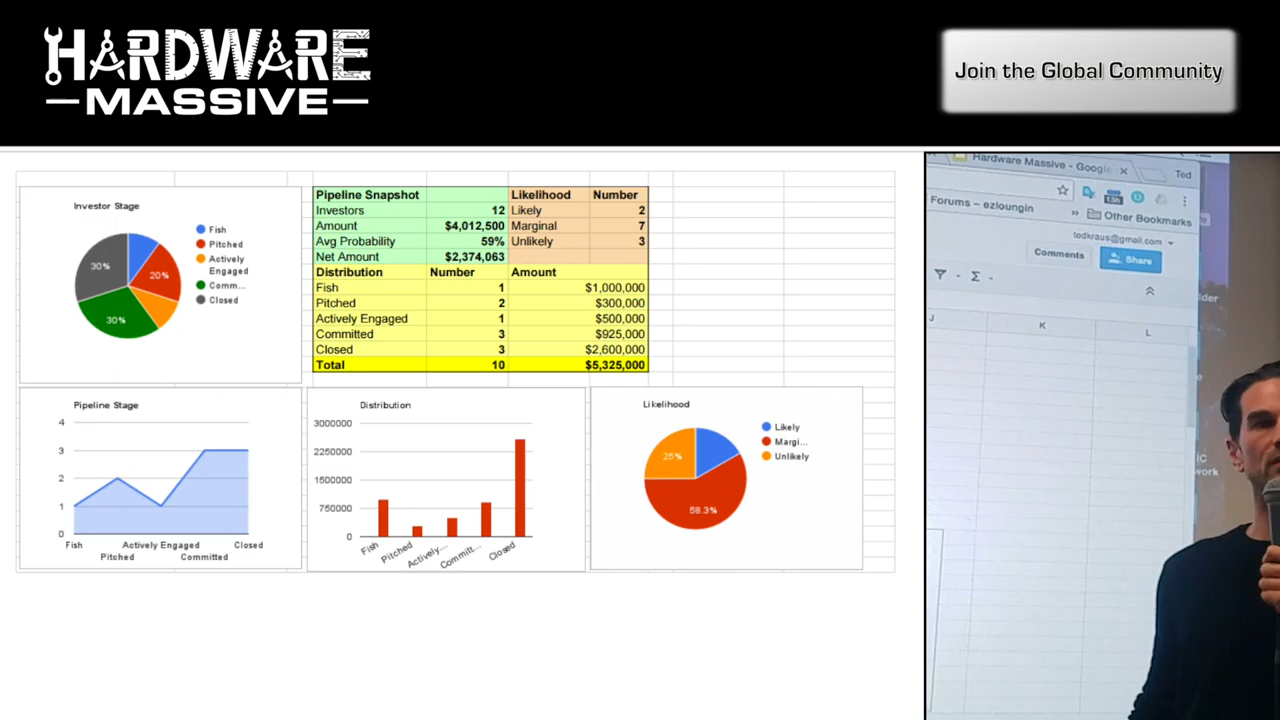 HARDWARE
MASSIVE
Join the Global Community
Investor Stage
Fish
Pitched
Actively
Engaged
Comm...
Closed
30%
20%
30%
Pipeline Snapshot Likelihood Number
Investors 12 Likely 2
Amount $4,012,500 Marginal 7
Avg Probability 59% Unlikely 3
Net Amount $2,374,063
Distribution Number Amount
Fish 1 $1,000,000
Pitched 2 $300,000
Actively Engaged 1 $500,000
Committed 3 $925,000
Closed 3 $2,600,000
Total 10 $5,325,000
Pipeline Stage
4
3
2
1
0
Fish Actively Engaged Closed
Pitched Committed
Distribution
3000000
2250000
1500000
750000
0
Fish Pitched Actively... Committ... Closed
Likelihood
Likely
Margi...
Unlikely
25%
58.3%
Hardware Massive - Google
Ted
Forums – ezloungin
Other Bookmarks
tedkraus@gmail.com
Comments
Share
J K L
work